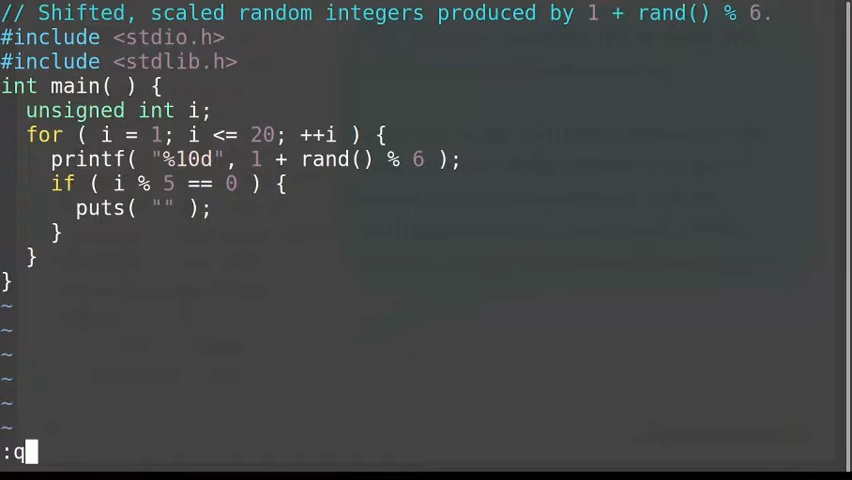 // Shifted, scaled random integers produced by 1 + rand() % 6.
#include <stdio.h>
#include <stdlib.h>
int main( ) {
  unsigned int i;
  for ( i = 1; i <= 20; ++i ) {
    printf( "%10d", 1 + rand() % 6 );
    if ( i % 5 == 0 ) {
      puts( "" );
    }
  }
}
~
~
~
~
~
~
:q